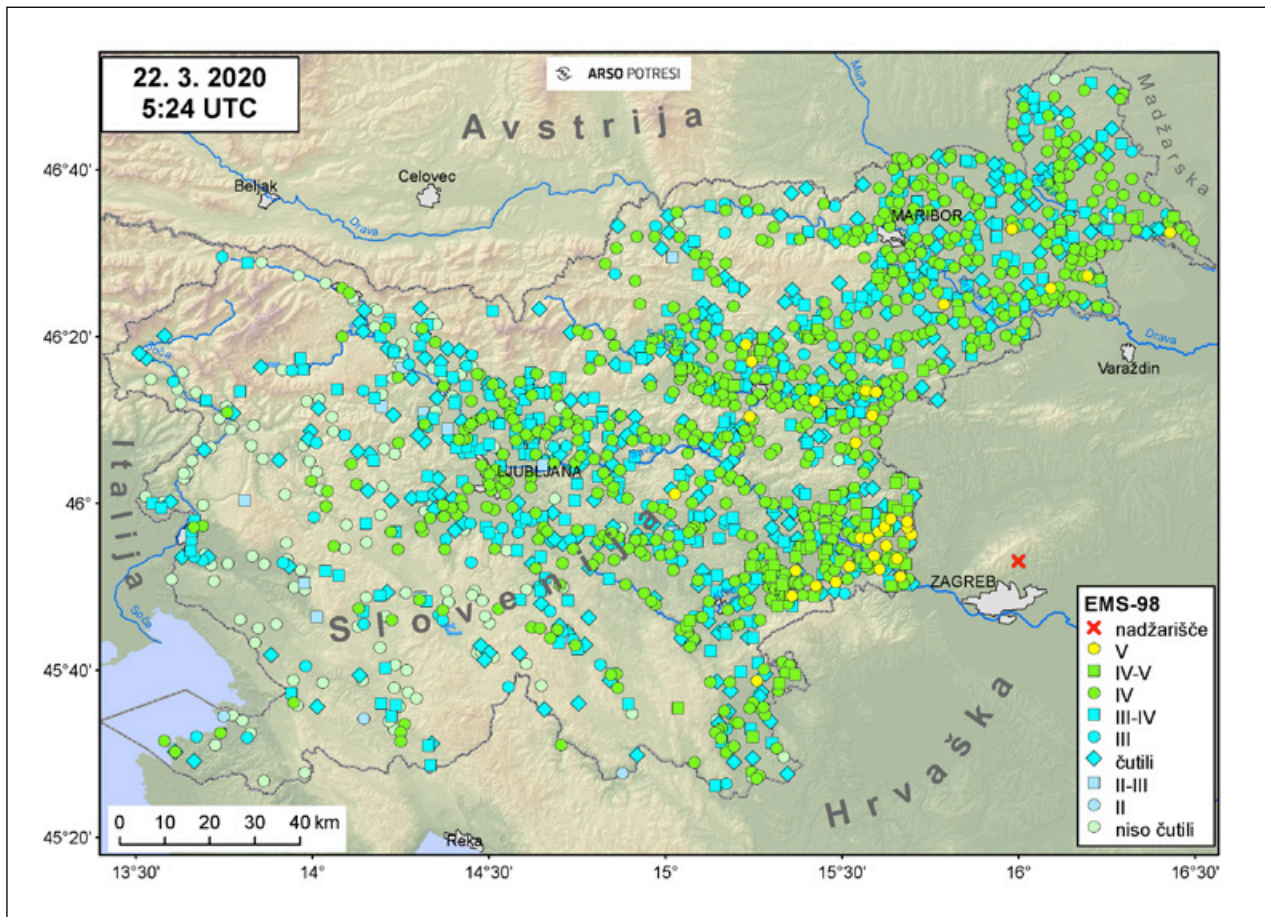 22. 3. 2020
5:24 UTC
ARSO POTRESI
Avstrija
Madžarska
Mura
46°40'
Beljak
Celovec
Drava
MARIBOR
46°20'
Soča
Drava
Varaždin
Italija
LJUBLJANA
Sava
46°
Slovenija
ZAGREB
Soča
45°40'
Hrvaška
EMS-98
nadžarišče
V
IV-V
IV
III-IV
III
čutili
II-III
II
niso čutili
0 10 20 30 40 km
45°20'
Reka
13°30' 14° 14°30' 15° 15°30' 16° 16°30'